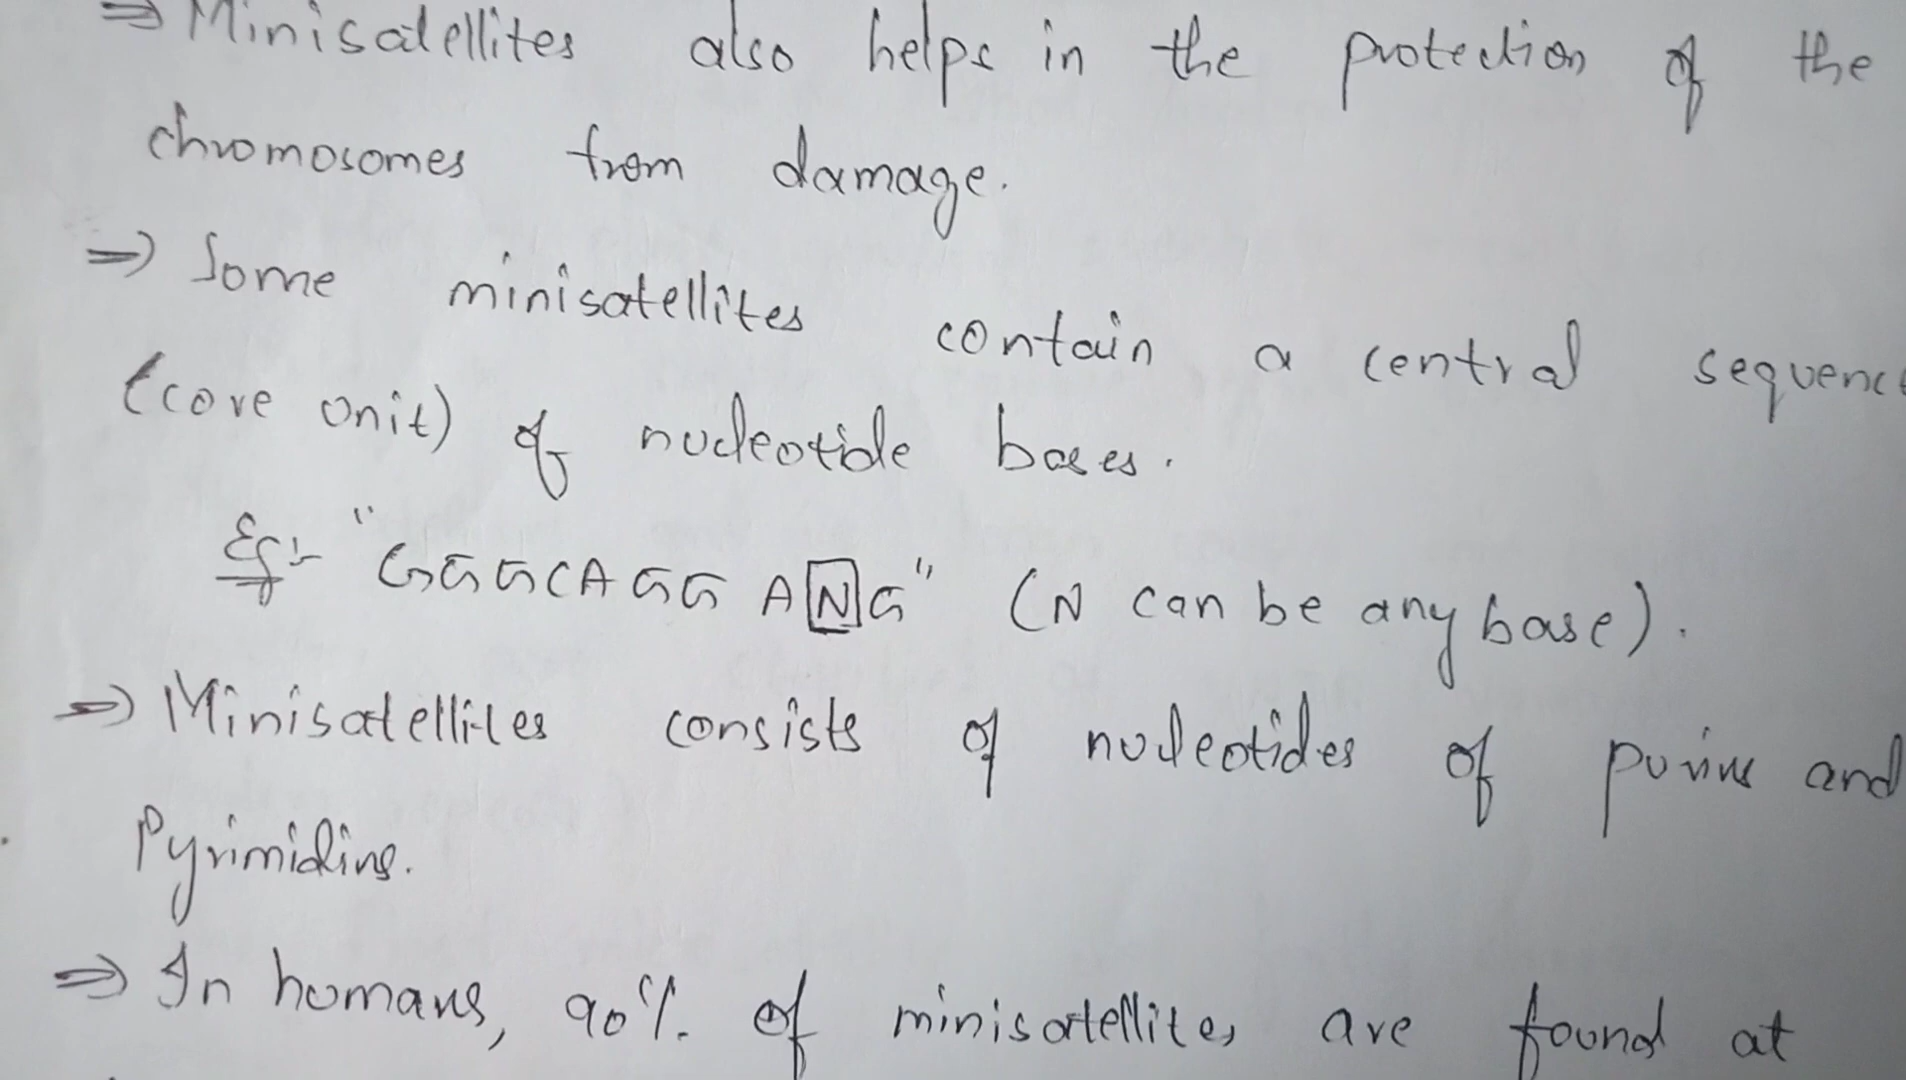 ⇒ Minisatellites also helps in the protection of the
chromosomes from damage.
⇒ Some minisatellites contain a central sequence
(core unit) of nucleotide bases.
Eg:- "GGGCAGGANG" (N can be any base).
⇒ Minisatellites consists of nucleotides of purine and
Pyrimidine.
⇒ In humans, 90% of minisatellites are found at